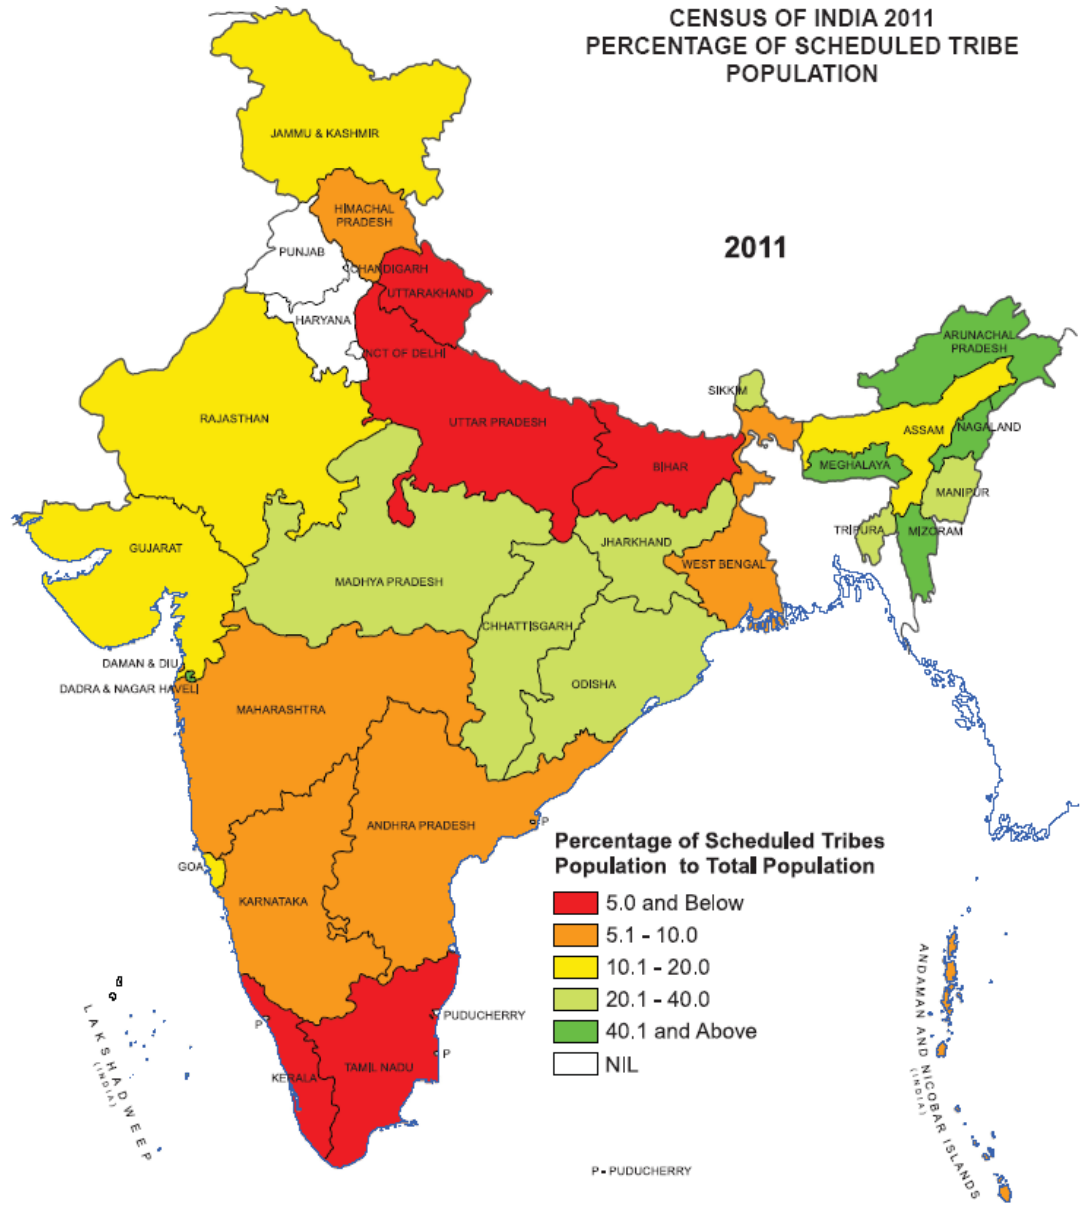 CENSUS OF INDIA 2011
PERCENTAGE OF SCHEDULED TRIBE
POPULATION
JAMMU & KASHMIR
HIMACHAL
PRADESH
2011
PUNJAB
CHANDIGARH
UTTARAKHAND
HARYANA
NCT OF DELHI
ARUNACHAL
PRADESH
SIKKIM
RAJASTHAN
UTTAR PRADESH
ASSAM
NAGALAND
BIHAR
MEGHALAYA
MANIPUR
TRIPURA
MIZORAM
GUJARAT
JHARKHAND
WEST BENGAL
MADHYA PRADESH
CHHATTISGARH
DAMAN & DIU
DADRA & NAGAR HAVELI
ODISHA
MAHARASHTRA
ANDHRA PRADESH
P
GOA
KARNATAKA
Percentage of Scheduled Tribes
Population to Total Population
5.0 and Below
5.1 - 10.0
10.1 - 20.0
20.1 - 40.0
40.1 and Above
NIL
PUDUCHERRY
P
P
KERALA
TAMIL NADU
LAKSHADWEEP
(INDIA)
ANDAMAN AND NICOBAR ISLANDS
(INDIA)
P - PUDUCHERRY